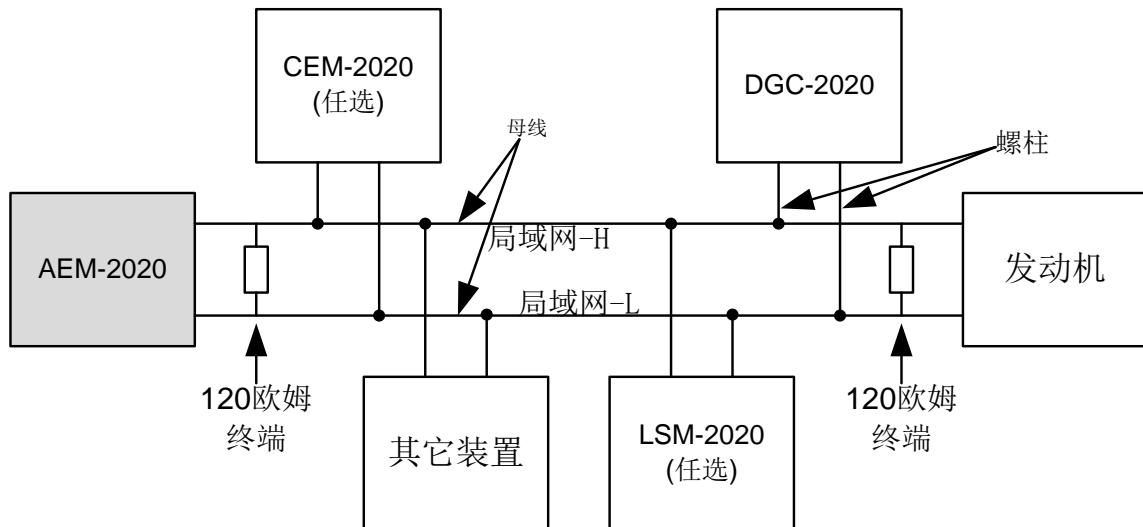 CEM-2020
(任选)
DGC-2020
母线
螺柱
AEM-2020
局域网-H
发动机
局域网-L
120欧姆
终端
其它装置
LSM-2020
(任选)
120欧姆
终端